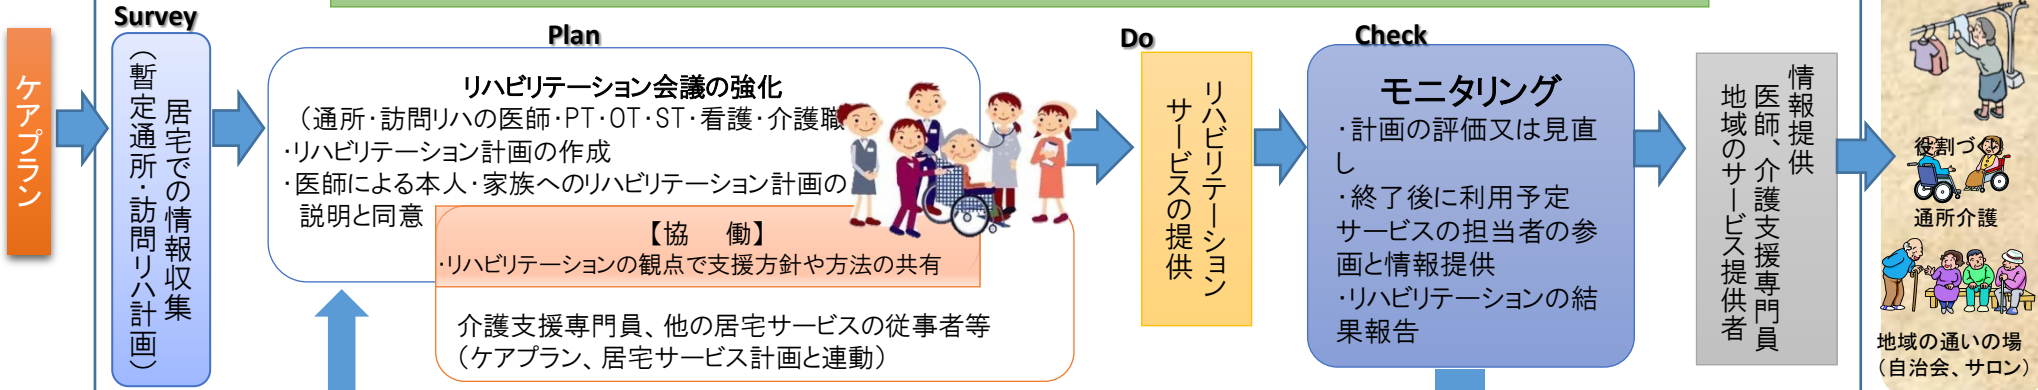 ケアプラン
Survey
居宅での情報収集
（暫定通所・訪問リハ計画）
Plan
リハビリテーション会議の強化
（通所・訪問リハの医師・PT・OT・ST・看護・介護職
・リハビリテーション計画の作成
・医師による本人・家族へのリハビリテーション計画の
説明と同意
【協　働】
・リハビリテーションの観点で支援方針や方法の共有
介護支援専門員、他の居宅サービスの従事者等
（ケアプラン、居宅サービス計画と連動）
Do
リハビリテーション
サービスの提供
Check
モニタリング
・計画の評価又は見直
し
・終了後に利用予定
サービスの担当者の参
画と情報提供
・リハビリテーションの結
果報告
情報提供
医師、介護支援専門員
地域のサービス提供者
役割づく
通所介護
地域の通いの場
（自治会、サロン）